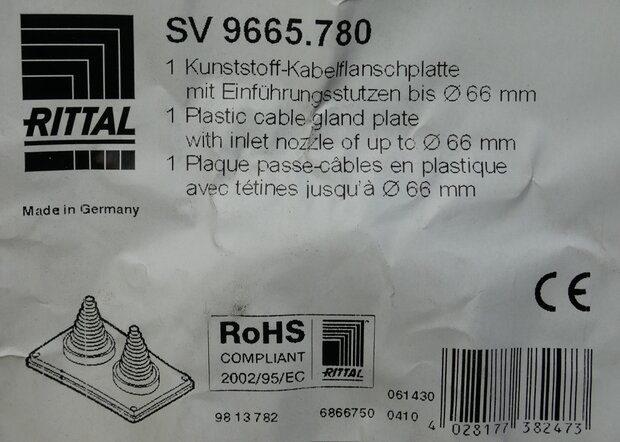 SV 9665.780
1 Kunststoff-Kabelflanschplatte
mit Einführungsstutzen bis Ø 66 mm
1 Plastic cable gland plate
with inlet nozzle of up to Ø 66 mm
1 Plaque passe-câbles en plastique
avec tétines jusqu'à Ø 66 mm
RITTAL
Made in Germany
CE
RoHS
COMPLIANT
2002/95/EC
RITTAL
98 13 782
6866750
061430
0410
4 028177 382473